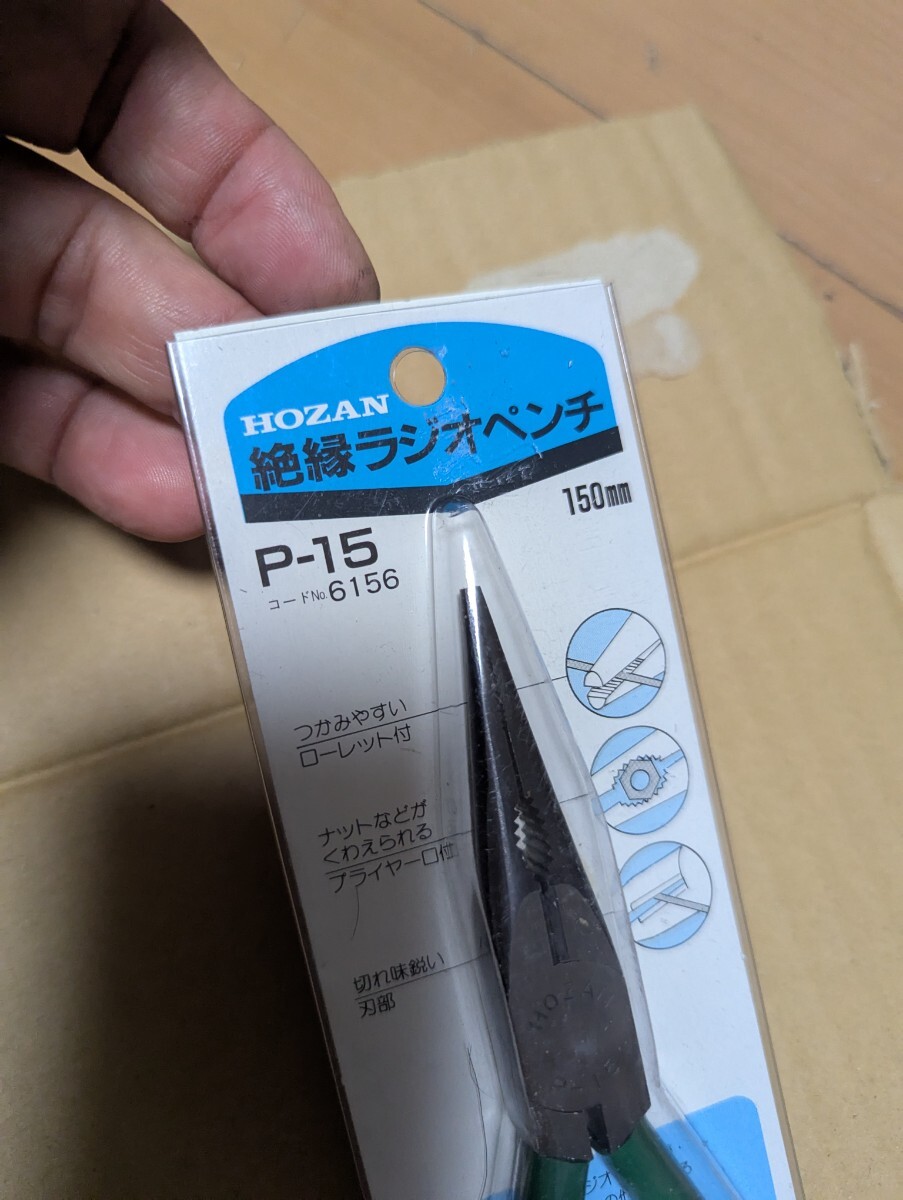 HOZAN
絶縁ラジオペンチ
150mm
P-15
コードNo.6156
つかみやすい
ローレット付
ナットなどが
くわえられる
プライヤー口付
切れ味鋭い
刃部
HOZAN